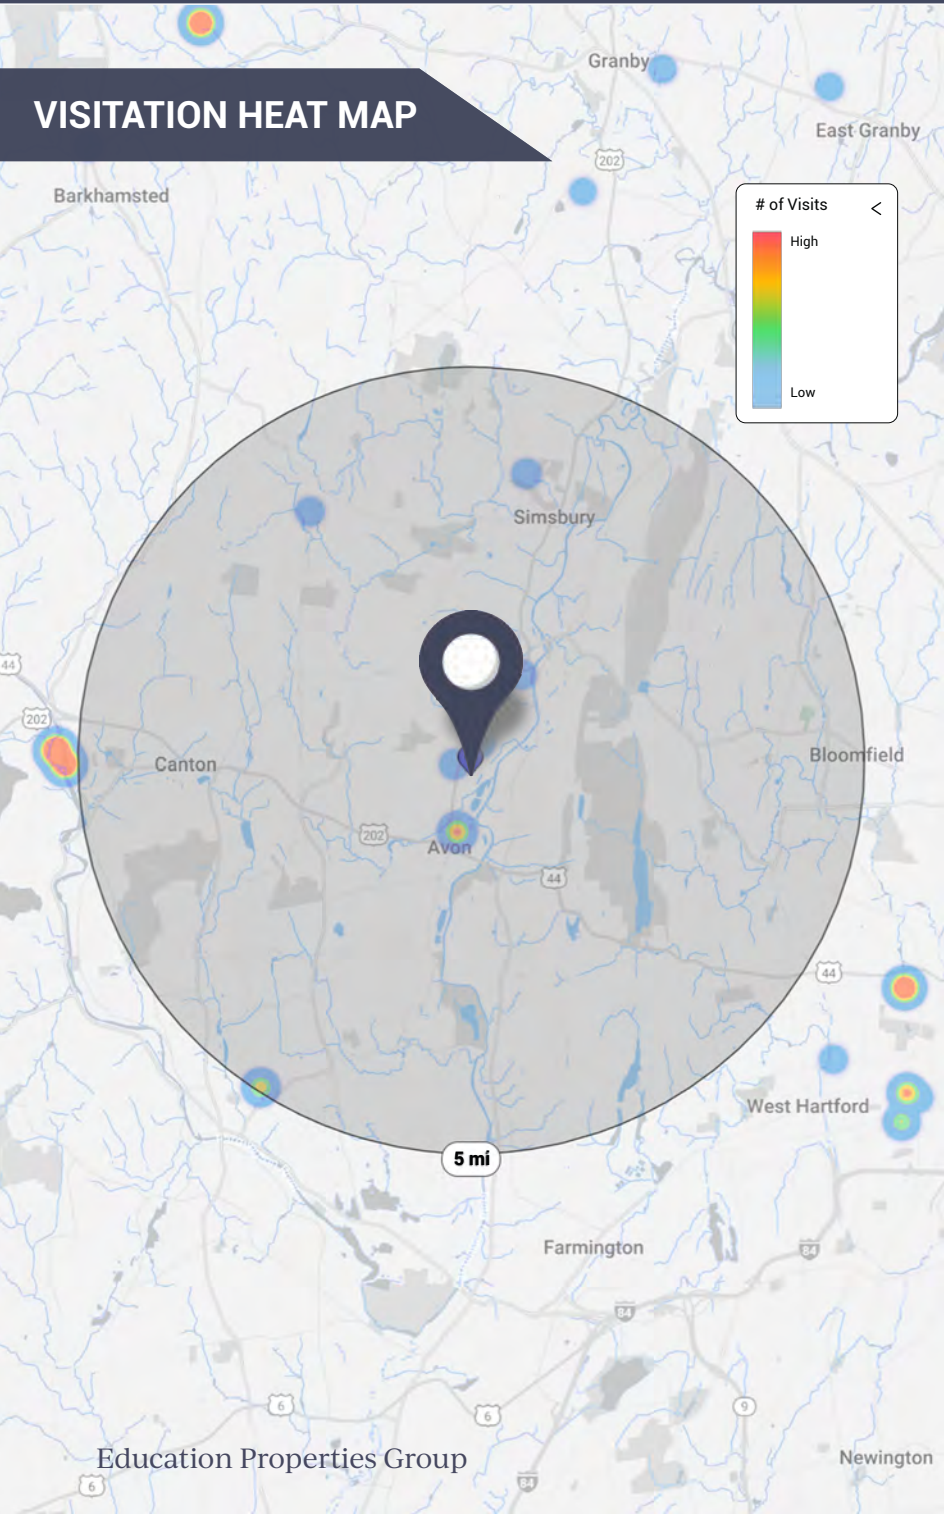 Granby
VISITATION HEAT MAP
East Granby
202
Barkhamsted
# of Visits <
High
Low
Simsbury
44
202
Canton
Bloomfield
202
Avon
44
44
West Hartford
5 mi
Farmington
84
84
6
9
6
Education Properties Group
Newington
6
84